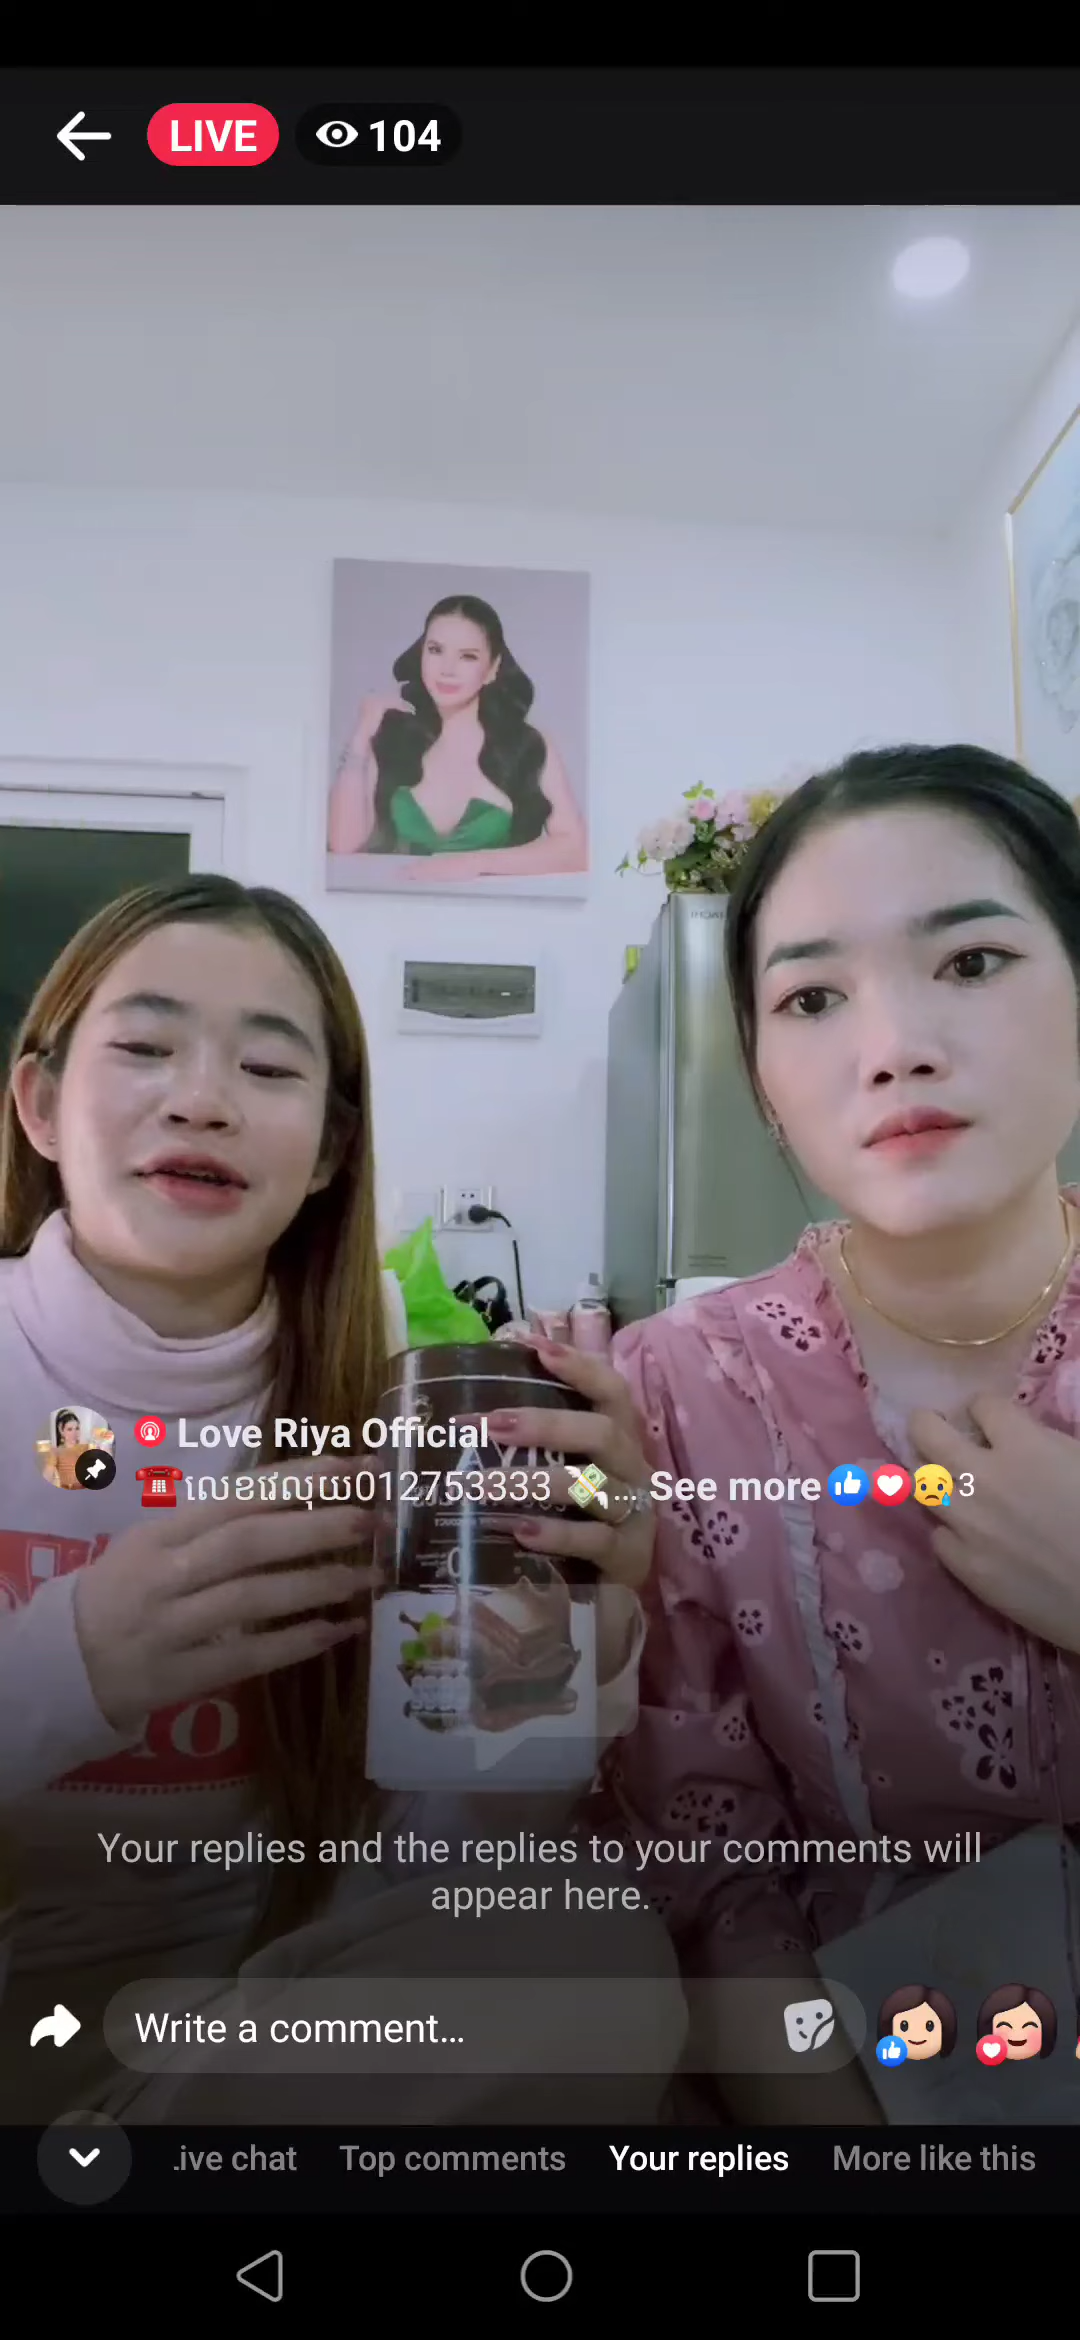 LIVE
104
Love Riya Official
☎️លេខវេលុយ012753333 💸... See more 3
Your replies and the replies to your comments will
appear here.
Write a comment...
.ive chat Top comments Your replies More like this